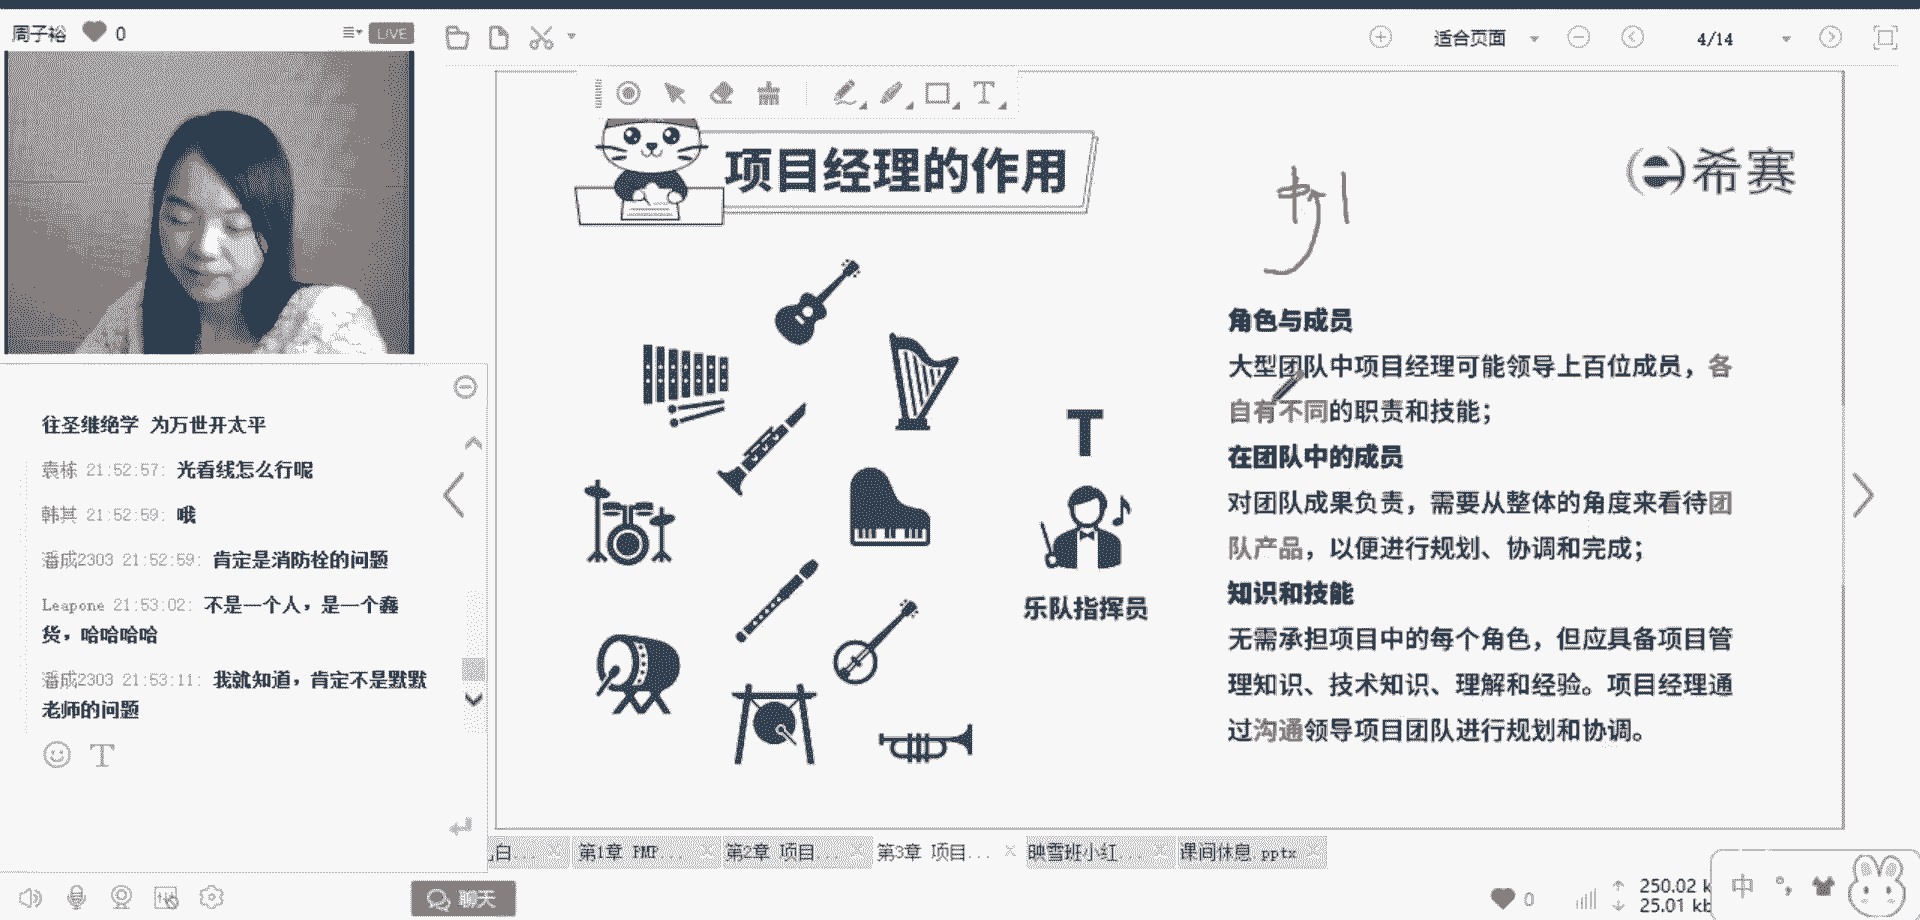 周子裕 0
LIVE
适合页面
4/14
项目经理的作用
希赛
角色与成员
大型团队中项目经理可能领导上百位成员，各
自有不同的职责和技能；
在团队中的成员
对团队成果负责，需要从整体的角度来看待团
队产品，以便进行规划、协调和完成；
知识和技能
无需承担项目中的每个角色，但应具备项目管
理知识、技术知识、理解和经验。项目经理通
过沟通领导项目团队进行规划和协调。
T
乐队指挥员
往圣继绝学 为万世开太平
袁栋 21:52:57: 光看线怎么行呢
韩其 21:52:59: 哦
潘成2303 21:52:59: 肯定是消防栓的问题
Leapone 21:53:02: 不是一个人，是一个蠢
货，哈哈哈哈
潘成2303 21:53:11: 我就知道，肯定不是默默
老师的问题
白...
第1章 PMP...
第2章 项目...
第3章 项目...
映雪班小红...
课间休息.pptx
聊天
0
250.02 k
25.01 kb
中